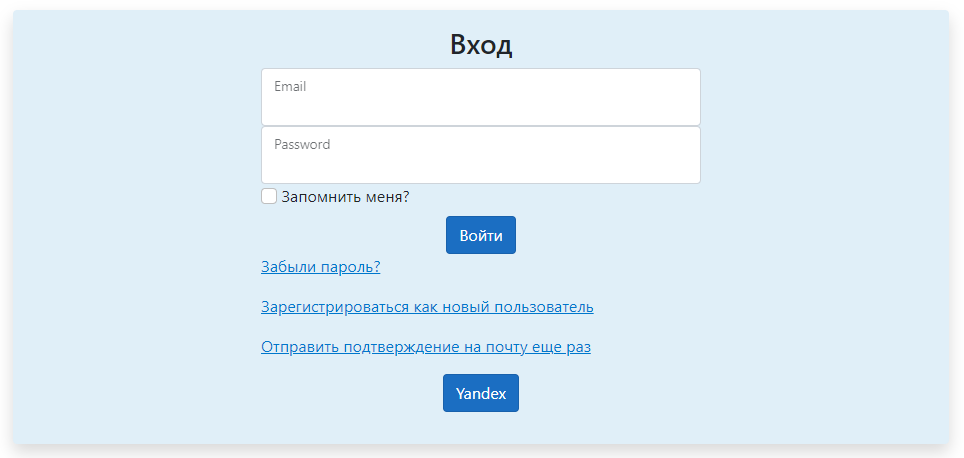 Вход
Email
Password
Запомнить меня?
Войти
Забыли пароль?
Зарегистрироваться как новый пользователь
Отправить подтверждение на почту еще раз
Yandex